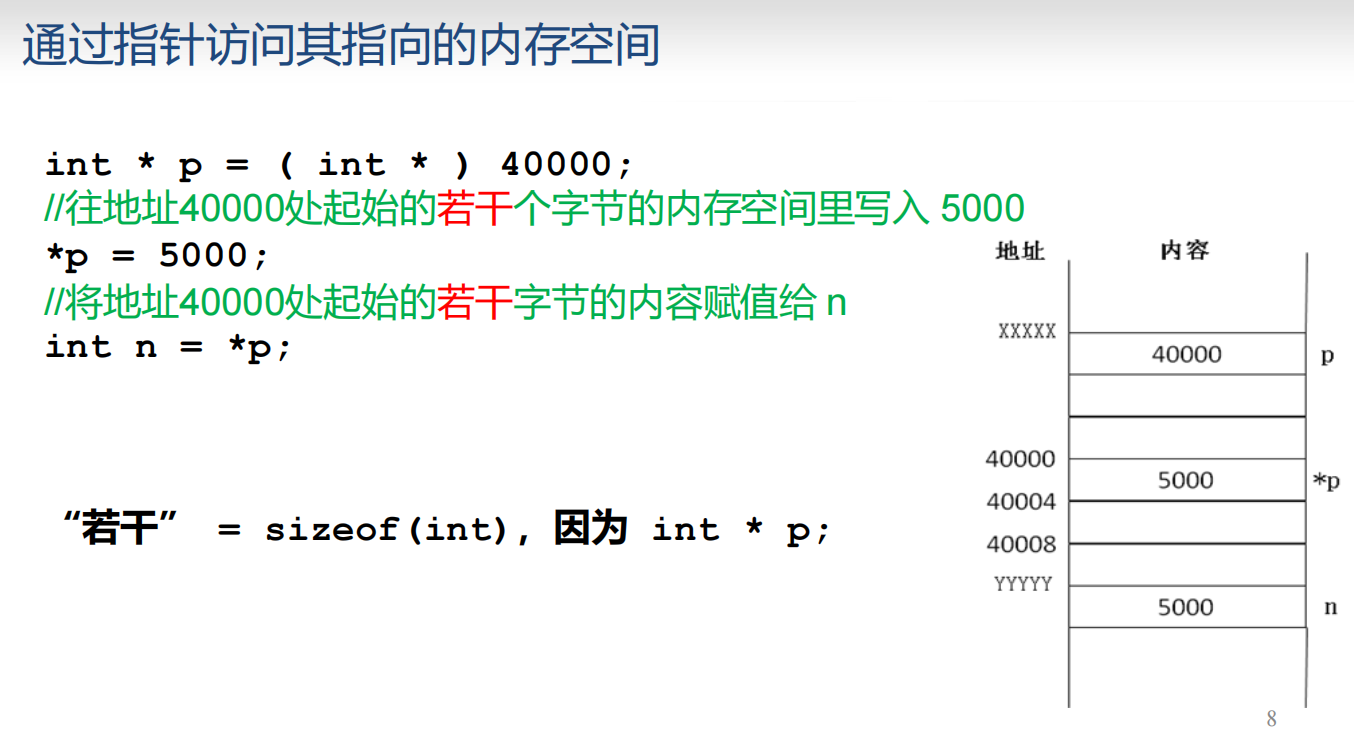 通过指针访问其指向的内存空间
int * p = ( int * ) 40000;
//往地址40000处起始的若干个字节的内存空间里写入 5000
*p = 5000;
//将地址40000处起始的若干字节的内容赋值给 n
int n = *p;
“若干” = sizeof(int), 因为 int * p;
地址 内容
XXXXX
40000 p
40000
5000 *p
40004
40008
YYYYY
5000 n
8